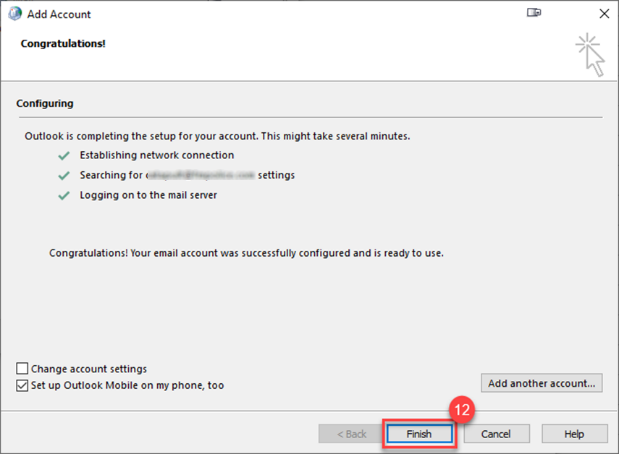 Add Account
Congratulations!
Configuring
Outlook is completing the setup for your account. This might take several minutes.
Establishing network connection
Searching for settings
Logging on to the mail server
Congratulations! Your email account was successfully configured and is ready to use.
Change account settings
Set up Outlook Mobile on my phone, too
Add another account...
12
< Back Finish Cancel Help